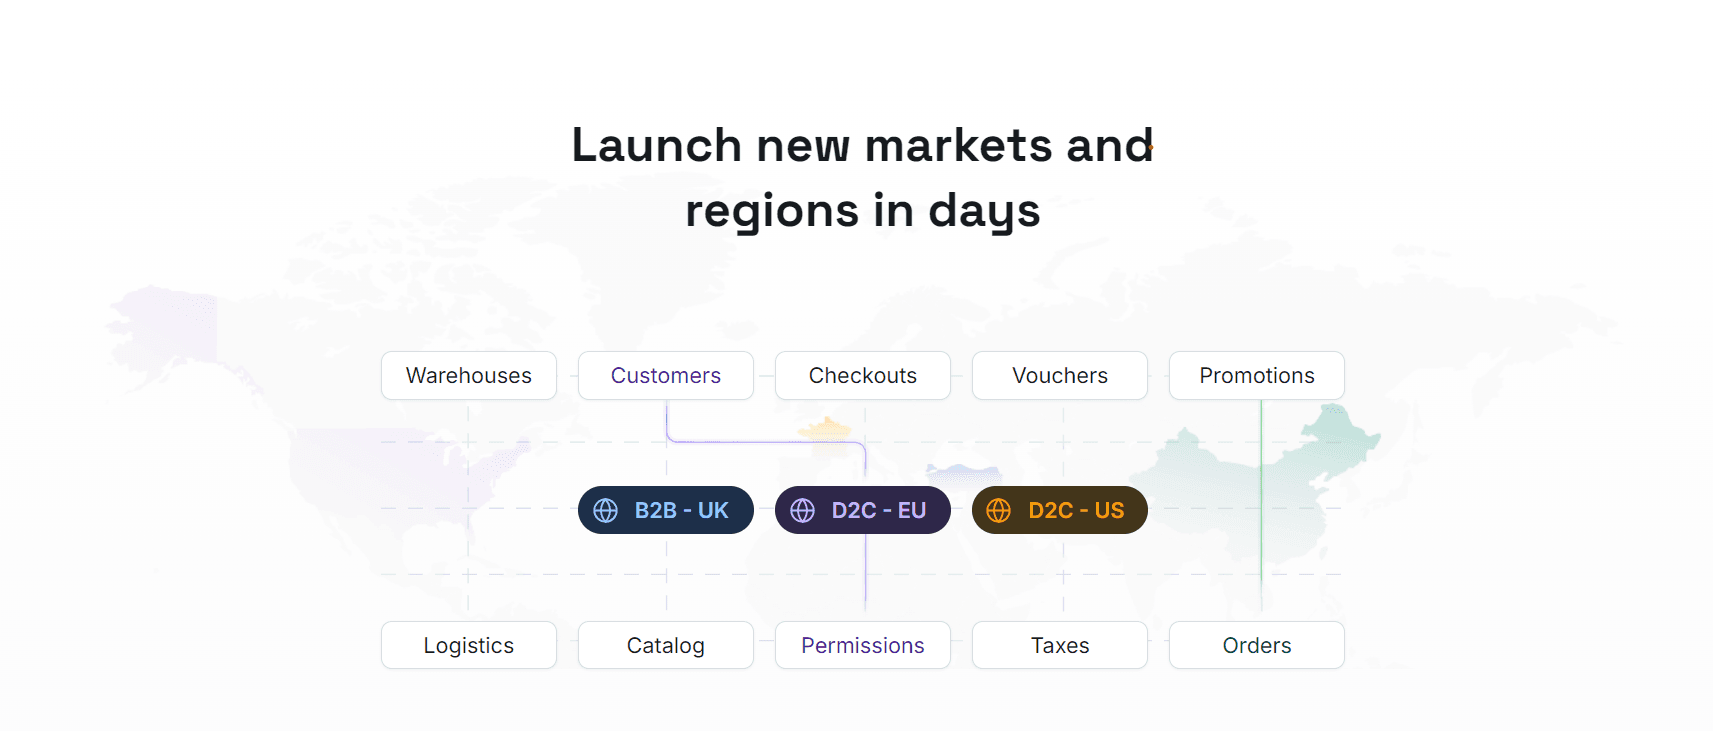 Launch new markets and
regions in days
Warehouses
Customers
Checkouts
Vouchers
Promotions
B2B - UK
D2C - EU
D2C - US
Logistics
Catalog
Permissions
Taxes
Orders